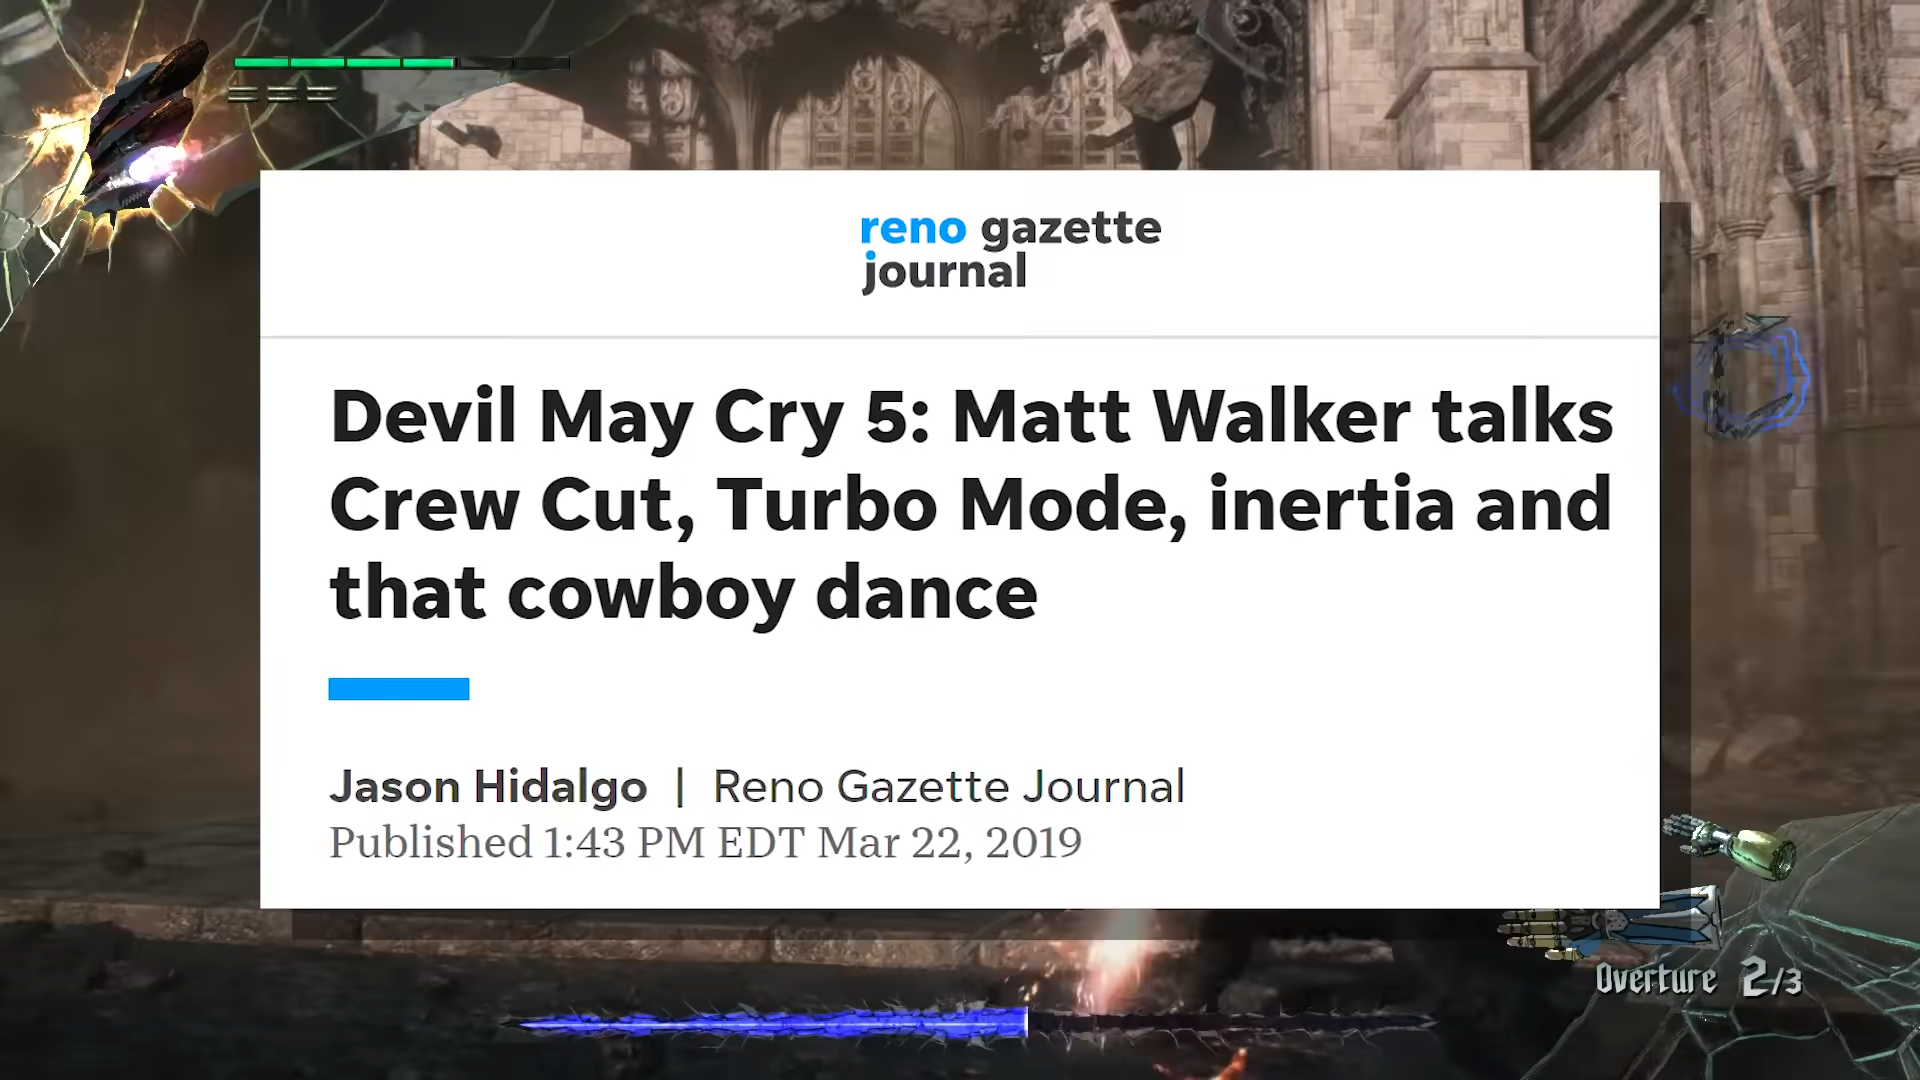 reno gazette
journal
Devil May Cry 5: Matt Walker talks
Crew Cut, Turbo Mode, inertia and
that cowboy dance
Jason Hidalgo | Reno Gazette Journal
Published 1:43 PM EDT Mar 22, 2019
Overture 2/3